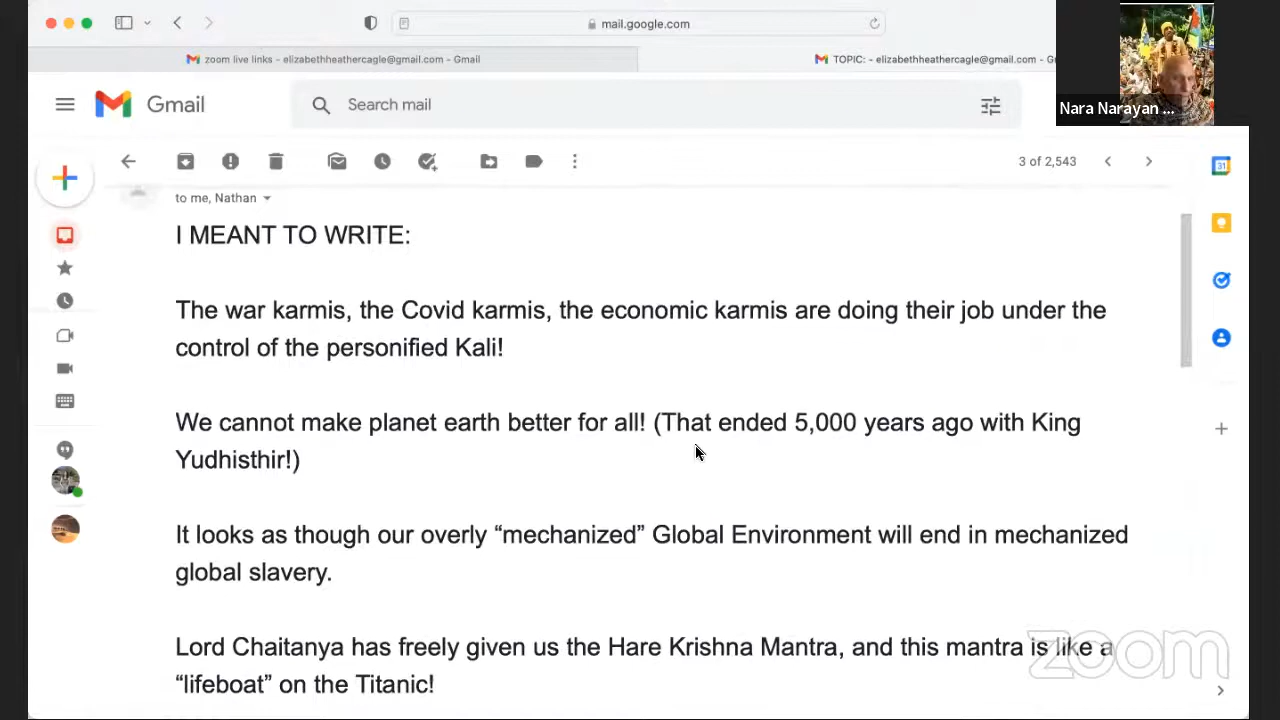 mail.google.com
zoom live links - elizabethheathercagle@gmail.com - Gmail
TOPIC: - elizabethheathercagle@gmail.com - G
Nara Narayan ...
Gmail
Search mail
3 of 2,543
31
to me, Nathan
I MEANT TO WRITE:
The war karmis, the Covid karmis, the economic karmis are doing their job under the
control of the personified Kali!
We cannot make planet earth better for all! (That ended 5,000 years ago with King
Yudhisthir!)
It looks as though our overly “mechanized” Global Environment will end in mechanized
global slavery.
Lord Chaitanya has freely given us the Hare Krishna Mantra, and this mantra is like a
“lifeboat” on the Titanic!
zoom